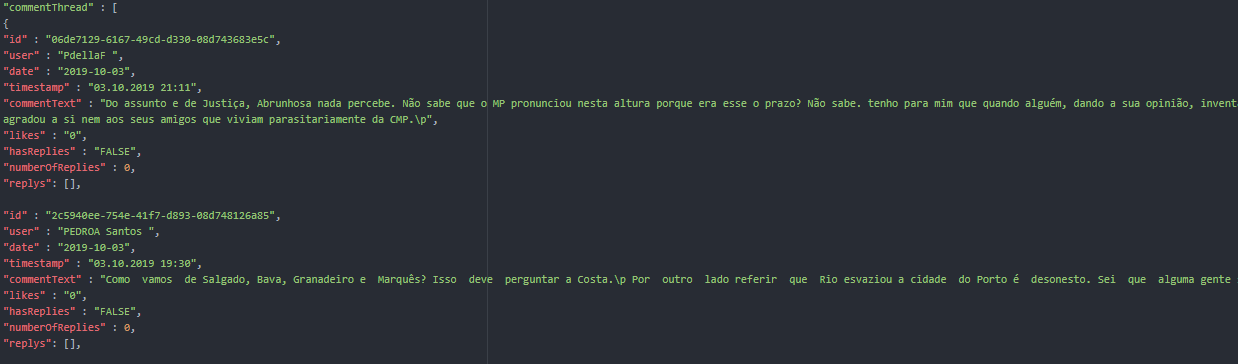 "commentThread" : [
{
"id" : "06de7129-6167-49cd-d330-08d743683e5c",
"user" : "PdellaF ",
"date" : "2019-10-03",
"timestamp" : "03.10.2019 21:11",
"commentText" : "Do assunto e de Justiça, Abrunhosa nada percebe. Não sabe que o MP pronunciou nesta altura porque era esse o prazo? Não sabe. tenho para mim que quando alguém, dando a sua opinião, invent
agradou a si nem aos seus amigos que viviam parasitariamente da CMP.\p",
"likes" : "0",
"hasReplies" : "FALSE",
"numberOfReplies" : 0,
"replys": [],
"id" : "2c5940ee-754e-41f7-d893-08d748126a85",
"user" : "PEDROA Santos ",
"date" : "2019-10-03",
"timestamp" : "03.10.2019 19:30",
"commentText" : "Como  vamos  de Salgado, Bava, Granadeiro e  Marquês? Isso  deve  perguntar a Costa.\p Por  outro  lado referir  que  Rio esvaziou a cidade  do Porto é  desonesto. Sei  que  alguma gente
"likes" : "0",
"hasReplies" : "FALSE",
"numberOfReplies" : 0,
"replys": [],